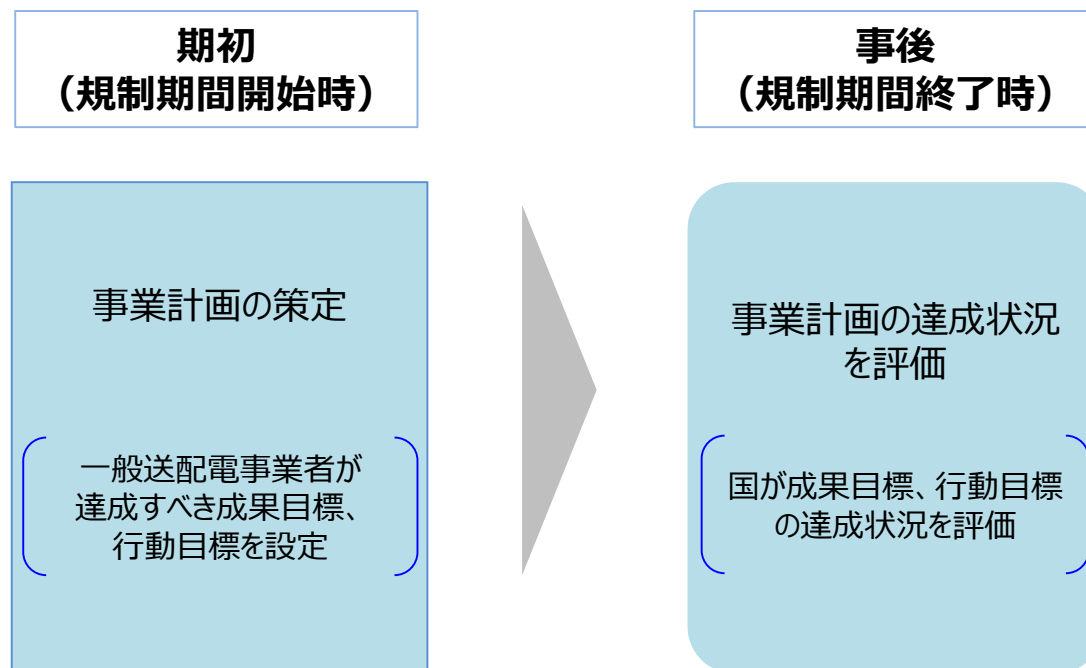 期初
（規制期間開始時）
事業計画の策定
一般送配電事業者が
達成すべき成果目標、
行動目標を設定
事後
（規制期間終了時）
事業計画の達成状況
を評価
国が成果目標、行動目標
の達成状況を評価